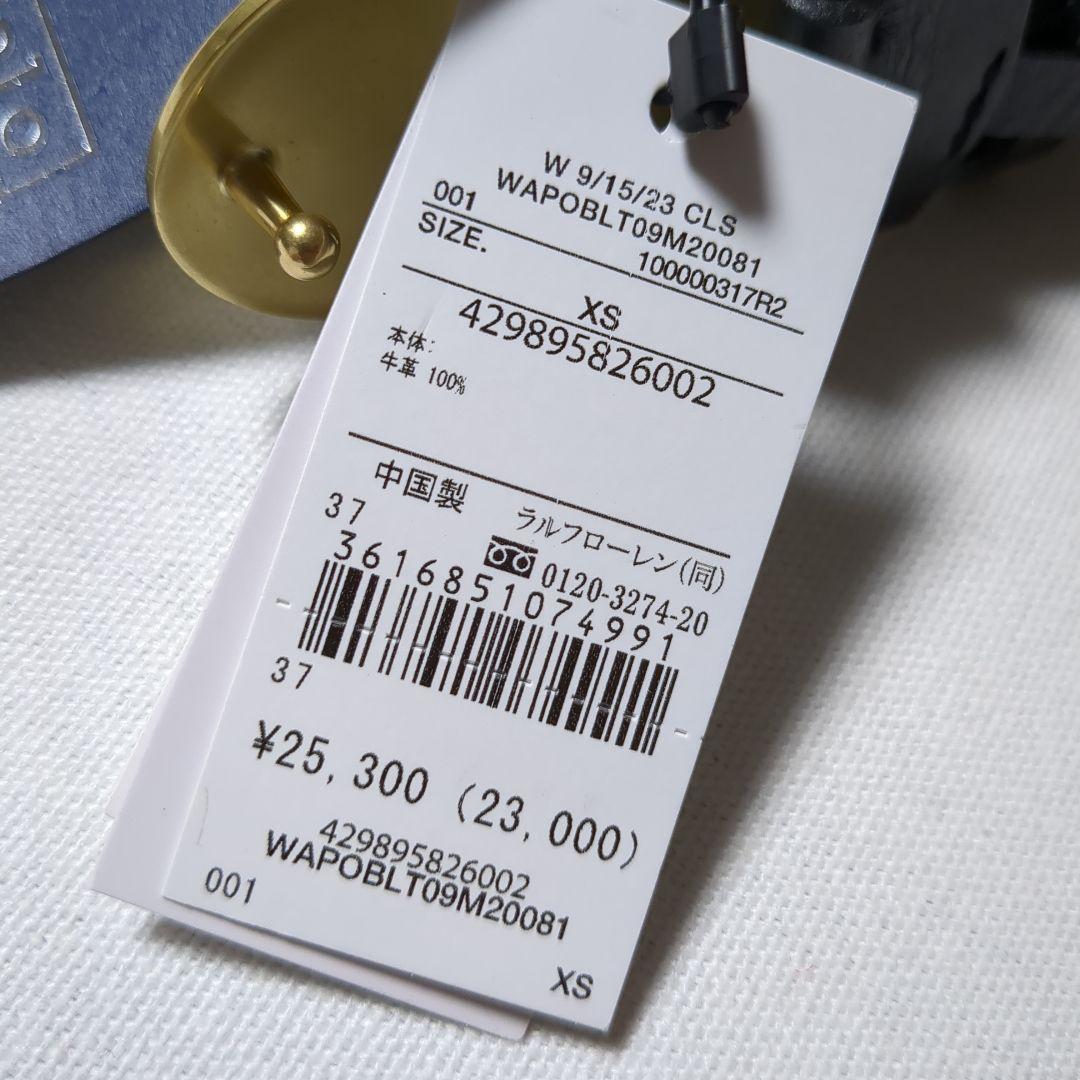 W 9/15/23 CLS
WAPOBLT09M20081
001
100000317R2
SIZE.
XS
429895826002
本体:
牛革 100%
中国製
ラルフローレン(同)
0120-3274-20
37
3616851074991
37
¥25,300 (23,000)
429895826002
WAPOBLT09M20081
001
XS